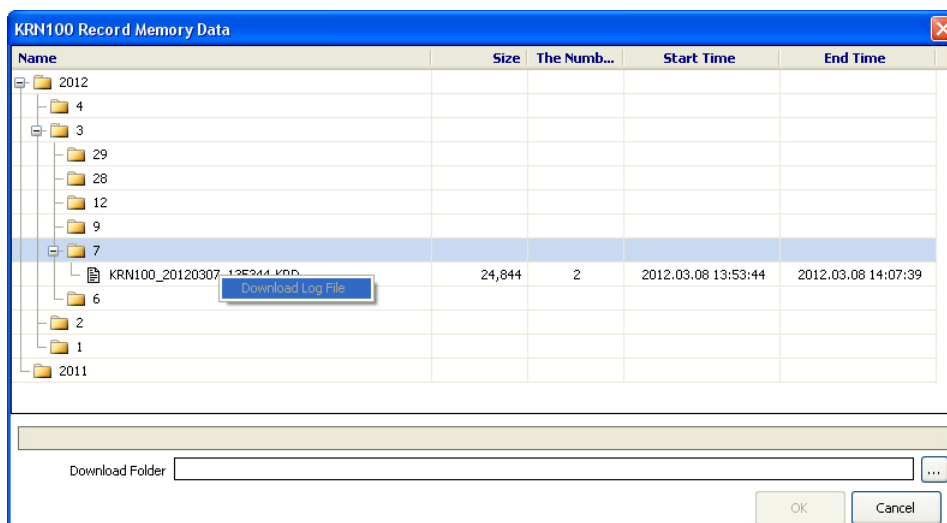 KRN100 Record Memory Data
Name Size The Numb... Start Time End Time
2012
4
3
29
28
12
9
7
KRN100_20120307_135344.KRD 24,844 2 2012.03.08 13:53:44 2012.03.08 14:07:39
Download Log File
6
2
1
2011
Download Folder ...
OK Cancel